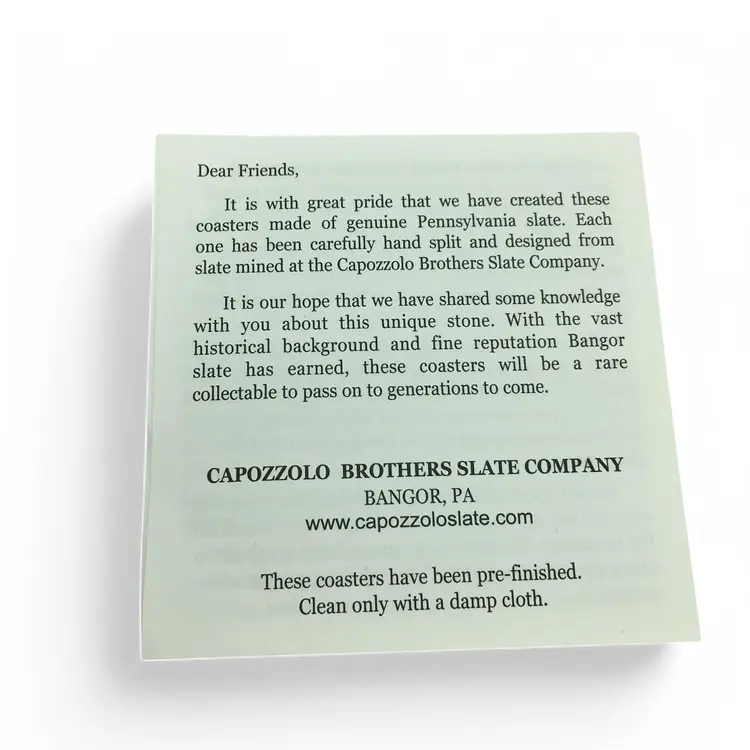 Dear Friends,
It is with great pride that we have created these
coasters made of genuine Pennsylvania slate. Each
one has been carefully hand split and designed from
slate mined at the Capozzolo Brothers Slate Company.
It is our hope that we have shared some knowledge
with you about this unique stone. With the vast
historical background and fine reputation Bangor
slate has earned, these coasters will be a rare
collectable to pass on to generations to come.
CAPOZZOLO BROTHERS SLATE COMPANY
BANGOR, PA
www.capozzoloslate.com
These coasters have been pre-finished.
Clean only with a damp cloth.